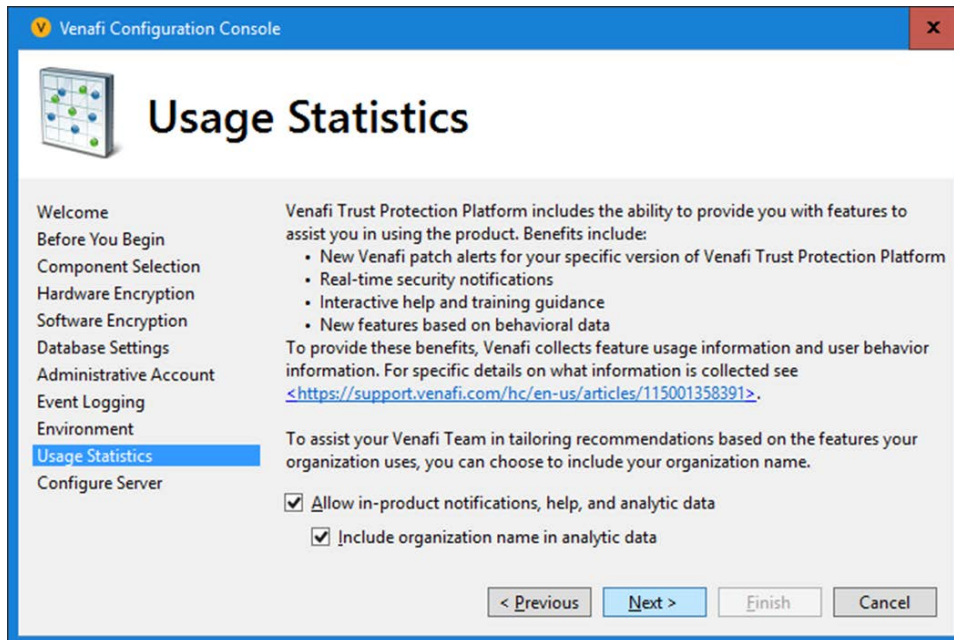 Venafi Configuration Console
x
Usage Statistics
Welcome
Before You Begin
Component Selection
Hardware Encryption
Software Encryption
Database Settings
Administrative Account
Event Logging
Environment
Usage Statistics
Configure Server
Venafi Trust Protection Platform includes the ability to provide you with features to
assist you in using the product. Benefits include:
• New Venafi patch alerts for your specific version of Venafi Trust Protection Platform
• Real-time security notifications
• Interactive help and training guidance
• New features based on behavioral data
To provide these benefits, Venafi collects feature usage information and user behavior
information. For specific details on what information is collected see
<https://support.venafi.com/hc/en-us/articles/115001358391>.
To assist your Venafi Team in tailoring recommendations based on the features your
organization uses, you can choose to include your organization name.
Allow in-product notifications, help, and analytic data
Include organization name in analytic data
< Previous
Next >
Finish
Cancel